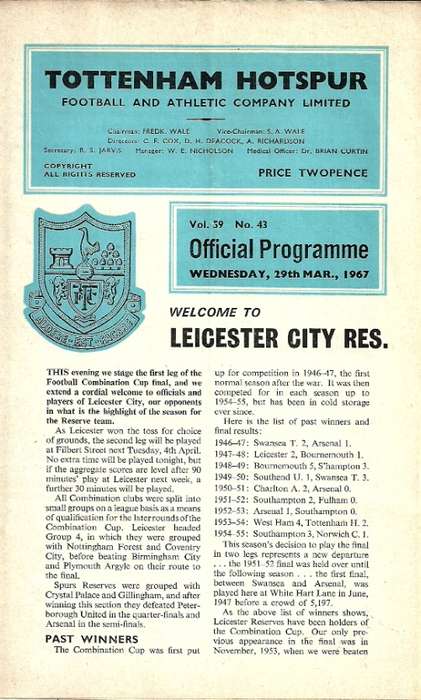 TOTTENHAM HOTSPUR
FOOTBALL AND ATHLETIC COMPANY LIMITED
Chairman: FREDK. WALE Vice-Chairman: S. A. WALE
Directors: C. F. COX, D. H. DEACOCK, A. RICHARDSON
Secretary: R. S. JARVIS Manager: W. E. NICHOLSON Medical Officer: Dr. BRIAN CURTIN
COPYRIGHT
ALL RIGHTS RESERVED
PRICE TWOPENCE
Vol. 59 No. 43
Official Programme
WEDNESDAY, 29th MAR., 1967
AUDERE·EST·FACERE
WELCOME TO
LEICESTER CITY RES.
THIS evening we stage the first leg of the
Football Combination Cup final, and we
extend a cordial welcome to officials and
players of Leicester City, our opponents
in what is the highlight of the season for
the Reserve team.
As Leicester won the toss for choice
of grounds, the second leg will be played
at Filbert Street next Tuesday, 4th April.
No extra time will be played tonight, but
if the aggregate scores are level after 90
minutes' play at Leicester next week, a
further 30 minutes will be played.
All Combination clubs were split into
small groups on a league basis as a means
of qualification for the Inter rounds of the
Combination Cup. Leicester headed
Group 4, in which they were grouped
with Nottingham Forest and Coventry
City, before beating Birmingham City
and Plymouth Argyle on their route to
the final.
Spurs Reserves were grouped with
Crystal Palace and Gillingham, and after
winning this section they defeated Peter-
borough United in the quarter-finals and
Arsenal in the semi-finals.
PAST WINNERS
The Combination Cup was first put
up for competition in 1946-47, the first
normal season after the war. It was then
competed for in each season up to
1954-55, but has been in cold storage
ever since.
Here is the list of past winners and
final results:
1946-47: Swansea T. 2, Arsenal 1.
1947-48: Leicester 2, Bournemouth 1.
1948-49: Bournemouth 5, S'hampton 3.
1949-50: Southend U. 1, Swansea T. 3.
1950-51: Charlton A. 2, Arsenal 0.
1951-52: Southampton 2, Fulham 0.
1952-53: Arsenal 1, Southampton 0.
1953-54: West Ham 4, Tottenham H. 2.
1954-55: Southampton 3, Norwich C. 1.
This season's decision to play the final
in two legs represents a new departure
. . . the 1951-52 final was held over until
the following season . . . the first final,
between Swansea and Arsenal, was
played here at White Hart Lane in June,
1947 before a crowd of 5,197.
As the above list of winners shows,
Leicester Reserves have been holders of
the Combination Cup. Our only pre-
vious appearance in the final was in
November, 1953, when we were beaten